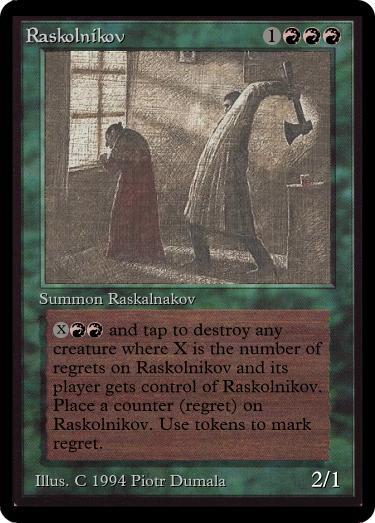 Raskolnikov 1
Summon Raskalnakov
X and tap to destroy any
creature where X is the number of
regrets on Raskolnikov and its
player gets control of Raskolnikov.
Place a counter (regret) on
Raskolnikov. Use tokens to mark
regret.
Illus. C 1994 Piotr Dumala 2/1